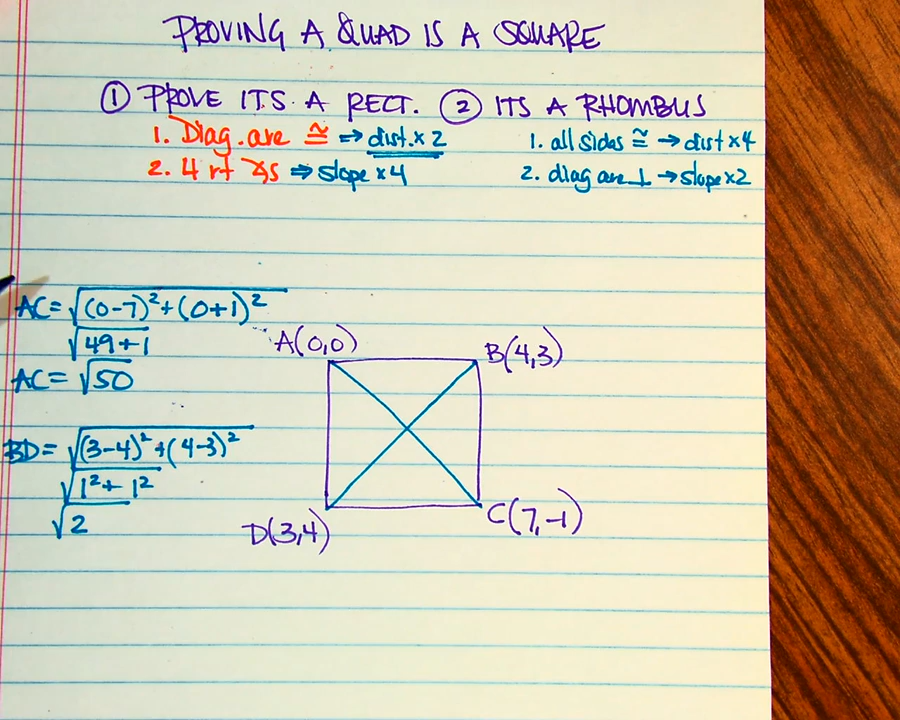 PROVING A QUAD IS A SQUARE
① PROVE ITS A RECT. ② ITS A RHOMBUS
1. Diag. are ≅ ⇒ dist. x 2
1. all sides ≅ → dist x 4
2. 4 rt ∡s ⇒ slope x 4
2. diag are ⊥ → slope x 2
AC = √(0-7)² + (0+1)²
√49+1
AC = √50
A(0,0)
B(4,3)
BD = √(3-4)² + (4-3)²
√1² + 1²
√2
D(3,4)
C(7,-1)